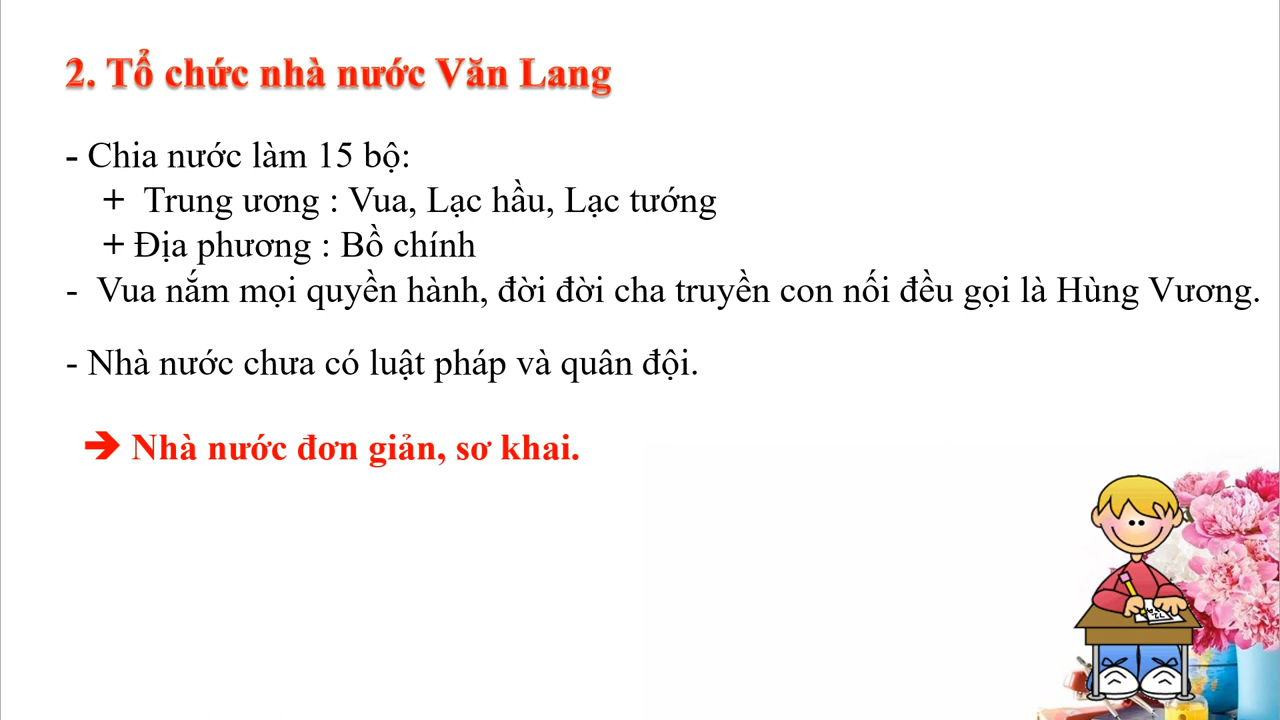 2. Tổ chức nhà nước Văn Lang
- Chia nước làm 15 bộ:
+ Trung ương : Vua, Lạc hầu, Lạc tướng
+ Địa phương : Bồ chính
- Vua nắm mọi quyền hành, đời đời cha truyền con nối đều gọi là Hùng Vương.
- Nhà nước chưa có luật pháp và quân đội.
➔ Nhà nước đơn giản, sơ khai.